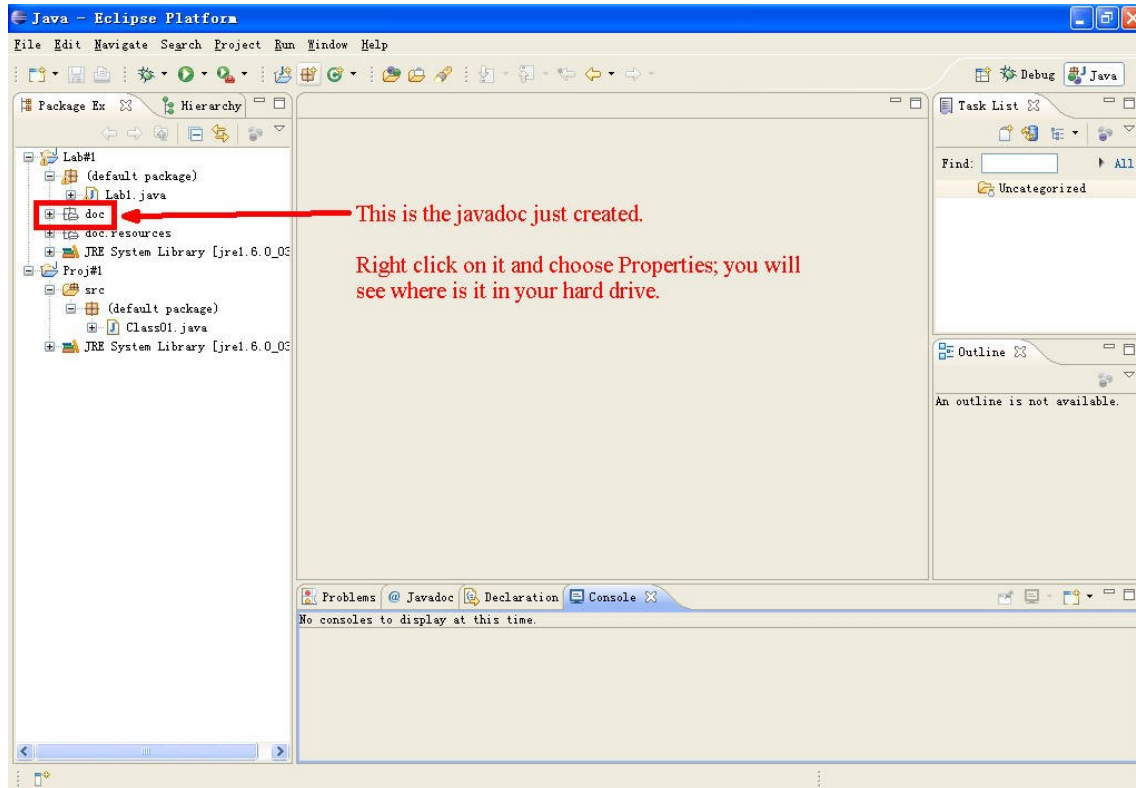 Java - Eclipse Platform
File Edit Navigate Search Project Run Window Help
Debug Java
Package Ex Hierarchy
Task List
Lab#1
(default package)
Lab1.java
doc
doc.resources
JRE System Library [jre1.6.0_03
Proj#1
src
(default package)
Class01.java
JRE System Library [jre1.6.0_03
This is the javadoc just created.
Right click on it and choose Properties; you will
see where is it in your hard drive.
Find: All
Uncategorized
Outline
An outline is not available.
Problems @ Javadoc Declaration Console
No consoles to display at this time.